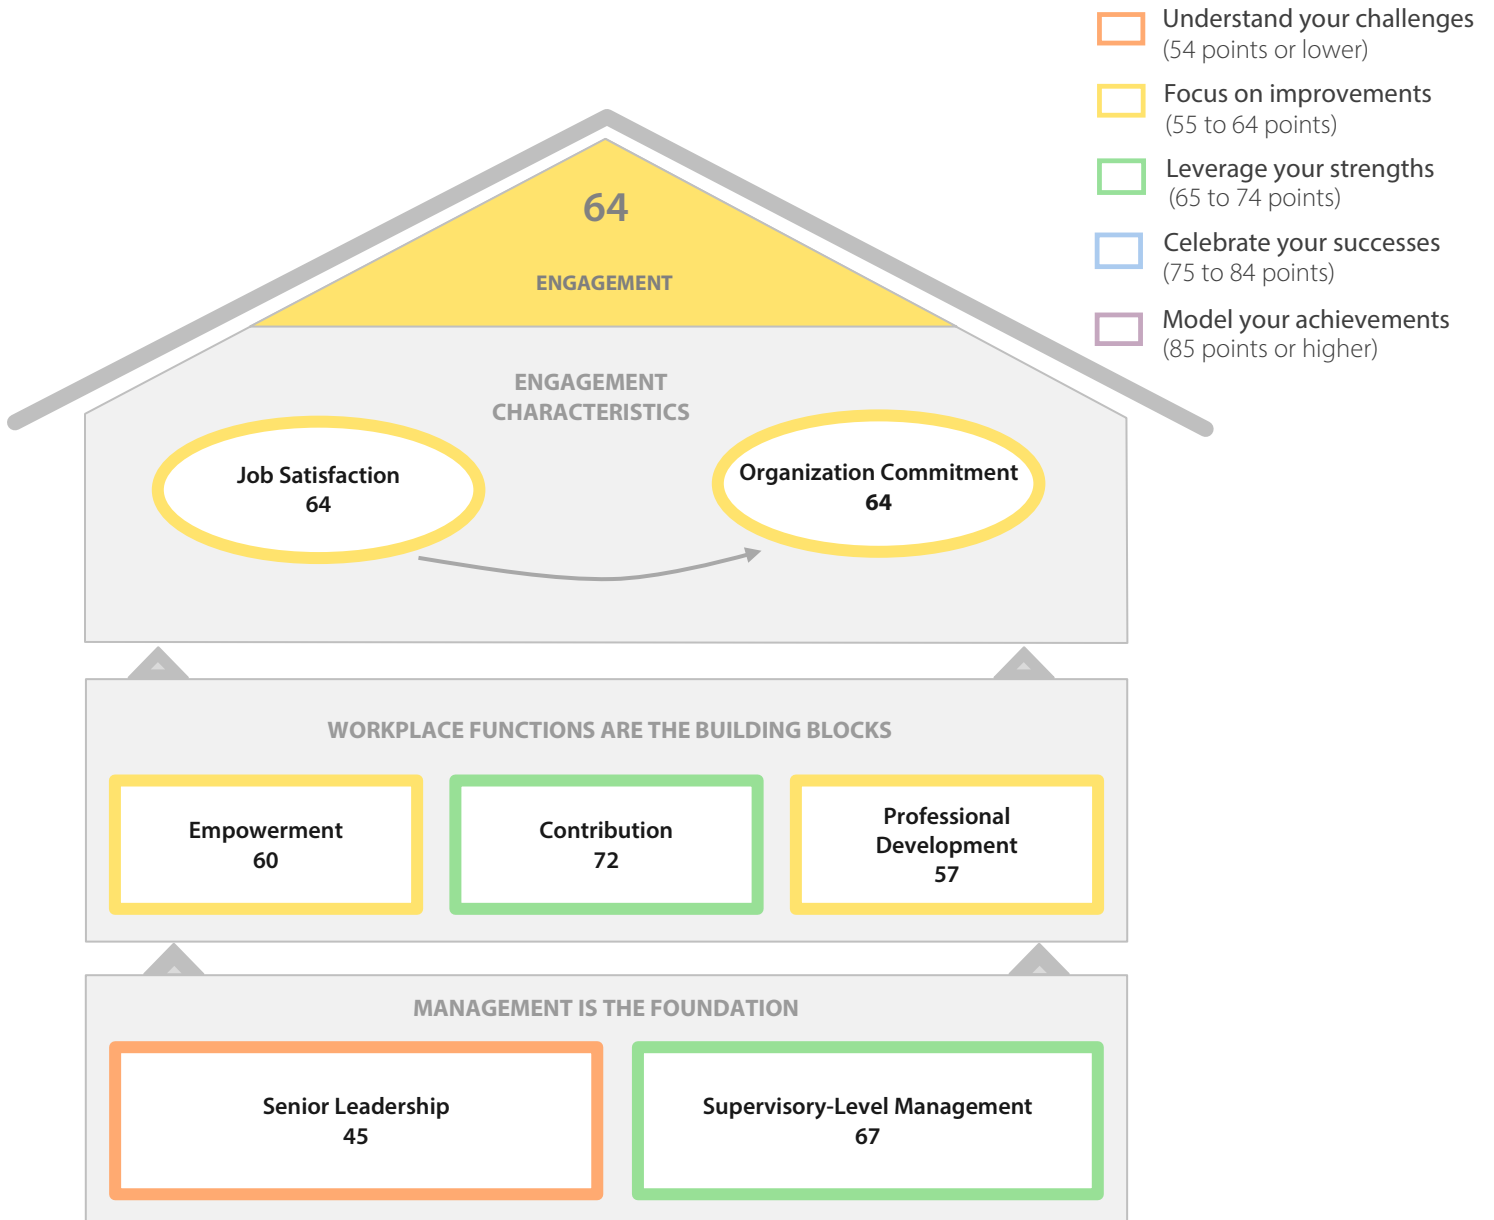 Understand your challenges
(54 points or lower)
Focus on improvements
(55 to 64 points)
Leverage your strengths
(65 to 74 points)
Celebrate your successes
(75 to 84 points)
Model your achievements
(85 points or higher)
64
ENGAGEMENT
ENGAGEMENT
CHARACTERISTICS
Job Satisfaction
64
Organization Commitment
64
WORKPLACE FUNCTIONS ARE THE BUILDING BLOCKS
Empowerment
60
Contribution
72
Professional
Development
57
MANAGEMENT IS THE FOUNDATION
Senior Leadership
45
Supervisory-Level Management
67